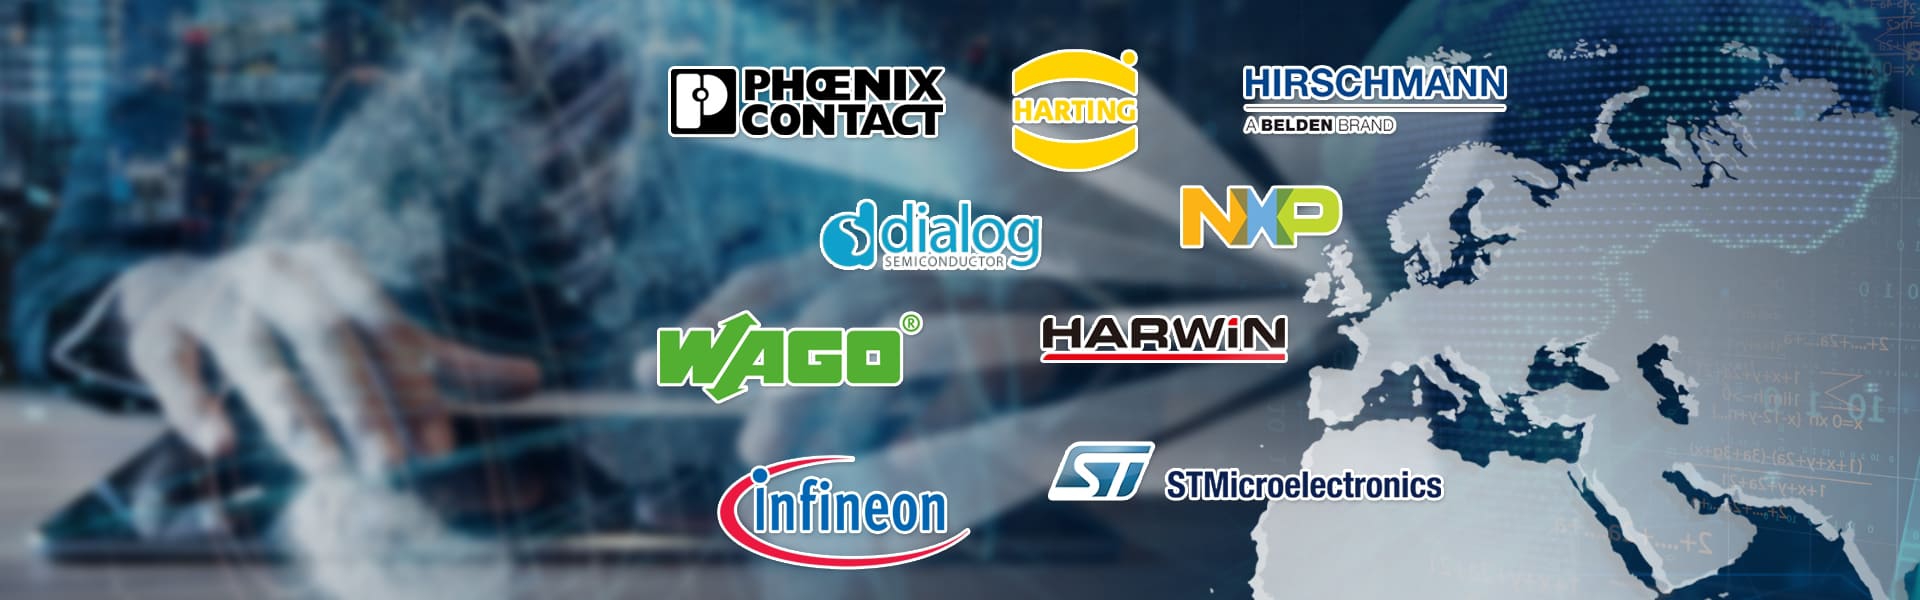 PHŒNIX
CONTACT
HARTING
HIRSCHMANN
A BELDEN BRAND
dialog
SEMICONDUCTOR
NXP
WAGO®
HARWiN
infineon
ST STMicroelectronics